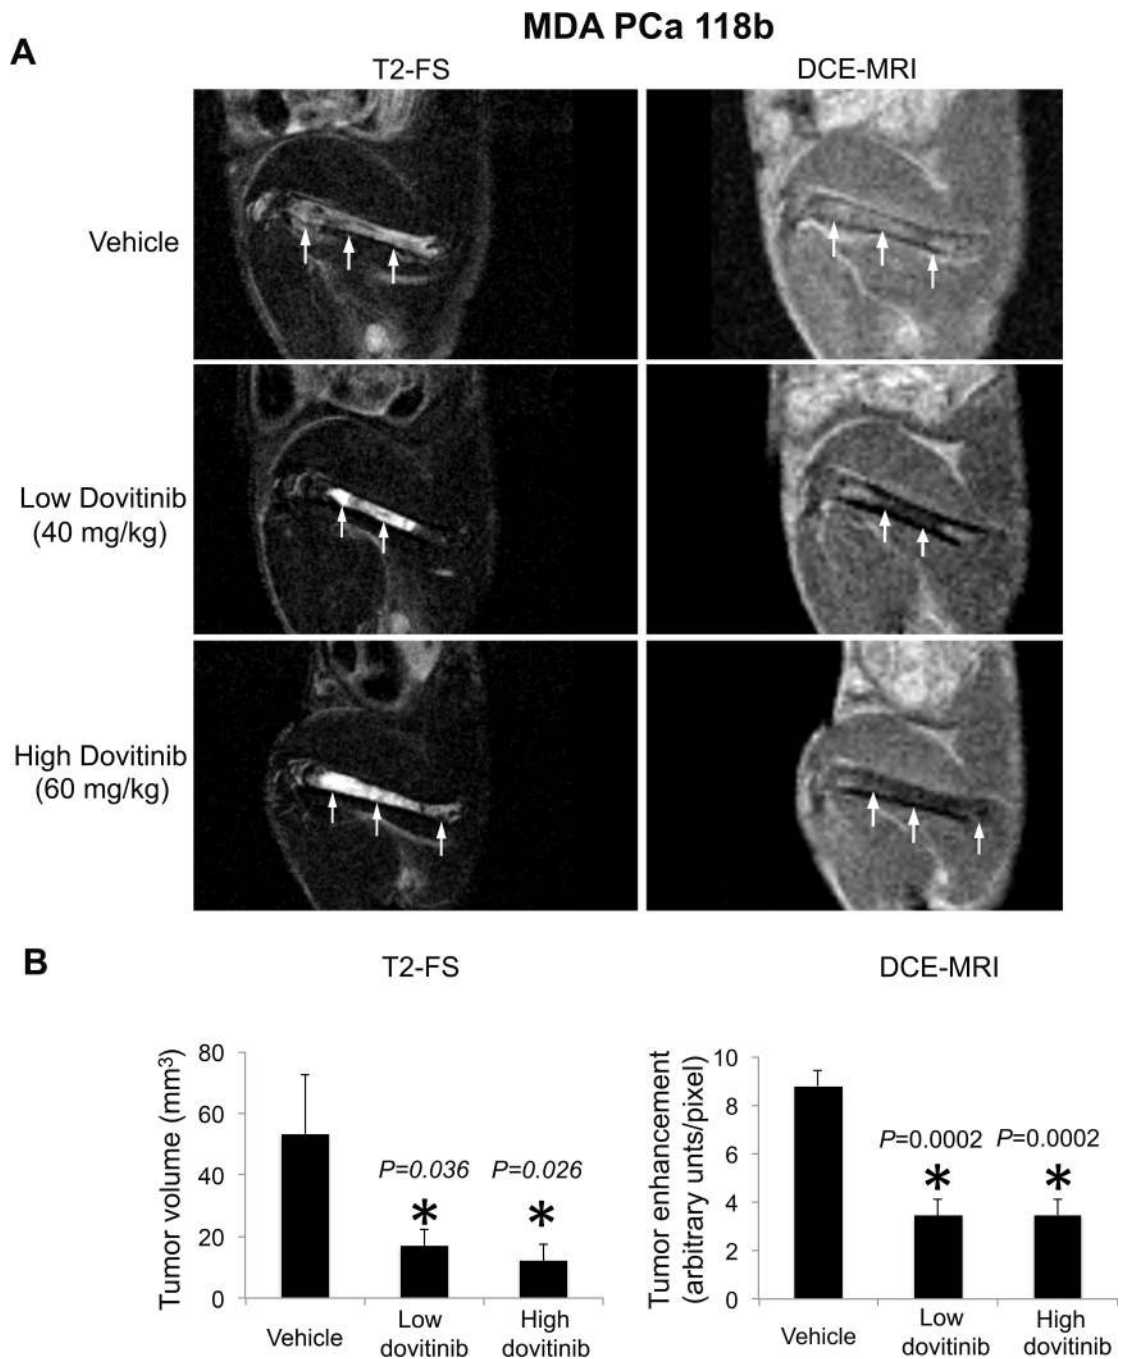 MDA PCa 118b
A
T2-FS
DCE-MRI
Vehicle
Low Dovitinib
(40 mg/kg)
High Dovitinib
(60 mg/kg)
B
T2-FS
DCE-MRI
Tumor volume (mm³)
80
60
40
20
0
P=0.036
P=0.026
*
*
Vehicle
Low
dovitinib
High
dovitinib
Tumor enhancement
(arbitrary unts/pixel)
10
8
6
4
2
0
P=0.0002
P=0.0002
*
*
Vehicle
Low
dovitinib
High
dovitinib